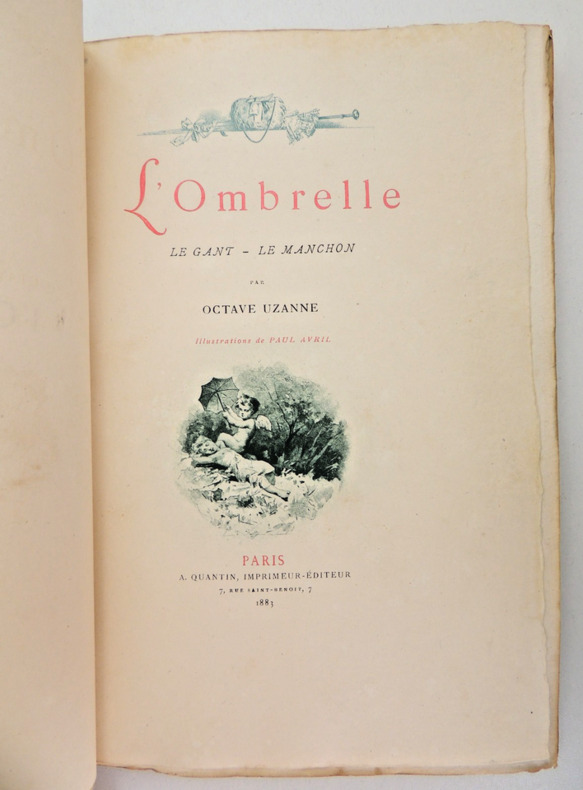 L'Ombrelle
LE GANT – LE MANCHON
PAR
OCTAVE UZANNE
Illustrations de PAUL AVRIL
PARIS
A. QUANTIN, IMPRIMEUR-ÉDITEUR
7, RUE SAINT-BENOIT, 7
1883